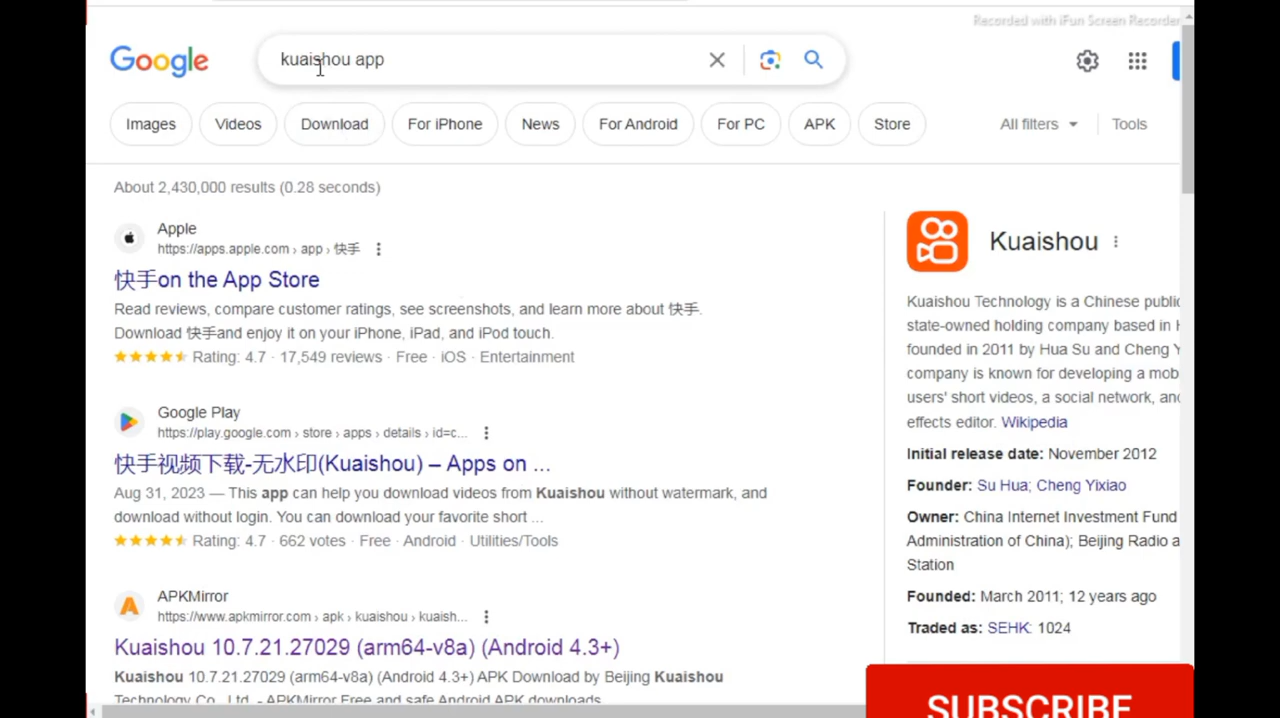 Recorded with iFun Screen Recorder
Google
kuaishou app
Images
Videos
Download
For iPhone
News
For Android
For PC
APK
Store
All filters
Tools
About 2,430,000 results (0.28 seconds)
Apple
https://apps.apple.com › app › 快手
快手on the App Store
Read reviews, compare customer ratings, see screenshots, and learn more about 快手.
Download 快手and enjoy it on your iPhone, iPad, and iPod touch.
Rating: 4.7 · 17,549 reviews · Free · iOS · Entertainment
Google Play
https://play.google.com › store › apps › details › id=c...
快手视频下载-无水印(Kuaishou) – Apps on ...
Aug 31, 2023 — This app can help you download videos from Kuaishou without watermark, and
download without login. You can download your favorite short ...
Rating: 4.7 · 662 votes · Free · Android · Utilities/Tools
APKMirror
https://www.apkmirror.com › apk › kuaishou › kuaish...
Kuaishou 10.7.21.27029 (arm64-v8a) (Android 4.3+)
Kuaishou 10.7.21.27029 (arm64-v8a) (Android 4.3+) APK Download by Beijing Kuaishou
Technology Co., Ltd. - APKMirror Free and safe Android APK downloads
Kuaishou
Kuaishou Technology is a Chinese public
state-owned holding company based in
founded in 2011 by Hua Su and Cheng
company is known for developing a mob
users' short videos, a social network, and
effects editor. Wikipedia
Initial release date: November 2012
Founder: Su Hua; Cheng Yixiao
Owner: China Internet Investment Fund
Administration of China); Beijing Radio a
Station
Founded: March 2011; 12 years ago
Traded as: SEHK: 1024
SUBSCRIBE